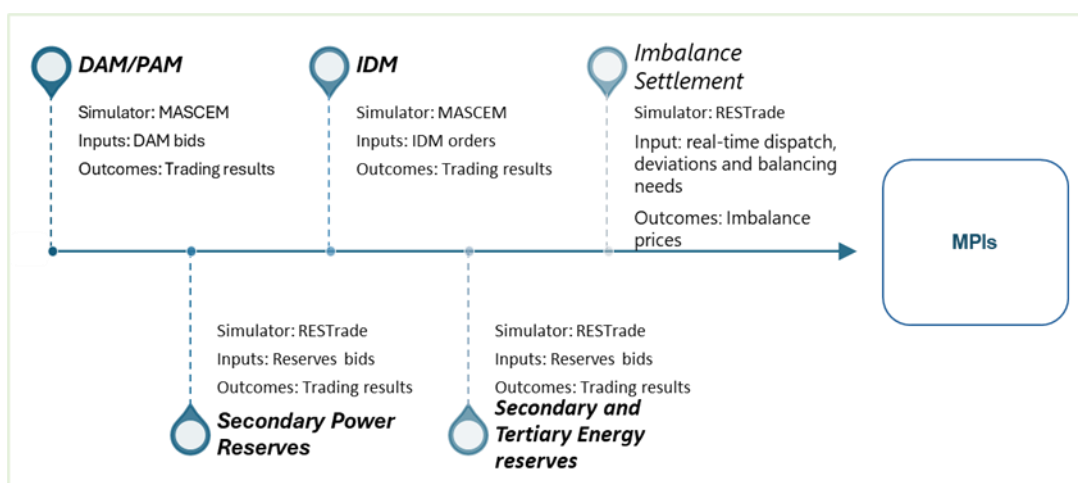 DAM/PAM
Simulator: MASCEM
Inputs: DAM bids
Outcomes: Trading results
IDM
Simulator: MASCEM
Inputs: IDM orders
Outcomes: Trading results
Imbalance
Settlement
Simulator: RESTrade
Input: real-time dispatch,
deviations and balancing
needs
Outcomes: Imbalance
prices
MPIs
Simulator: RESTrade
Inputs: Reserves bids
Outcomes: Trading results
Secondary Power
Reserves
Simulator: RESTrade
Inputs: Reserves bids
Outcomes: Trading results
Secondary and
Tertiary Energy
reserves